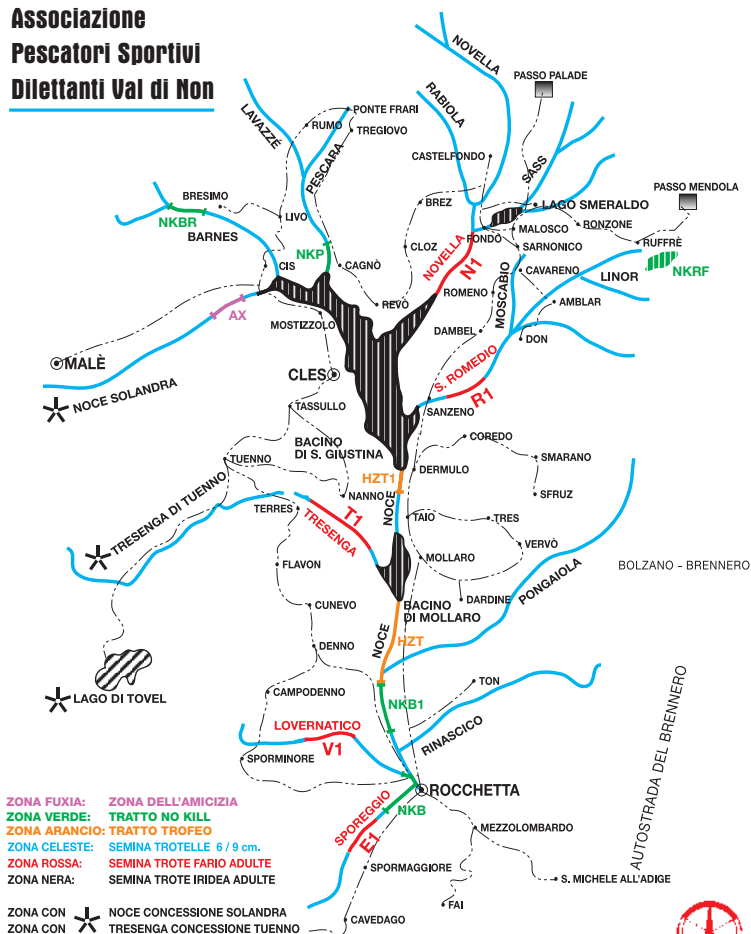 Associazione
Pescatori Sportivi
Dilettanti Val di Non
NOVELLA
PASSO PALADE
RABIOLA
LAVAZZÉ
PONTE FRARI
RUMO
TREGIOVO
PESCARA
CASTELFONDO
SASS
PASSO MENDOLA
BRESIMO
NKBR
BARNES
LIVO
BREZ
LAGO SMERALDO
MALOSCO
RONZONE
FONDO
SARNONICO
RUFFRÈ
NKP
CLOZ
NOVELLA
N1
CIS
CAGNÒ
CAVARENO
LINOR
NKRF
REVÒ
ROMENO
MOSCABIO
AMBLAR
AX
MOSTIZZOLO
DAMBEL
DON
MALÈ
CLES
S. ROMEDIO
R1
NOCE SOLANDRA
TASSULLO
SANZENO
BACINO
DI S. GIUSTINA
COREDO
TUENNO
SMARANO
DERMULO
HZT1
NANNO
SFRUZ
TRESENGA DI TUENNO
TERRES
T1
TRESENGA
NOCE
TAIO
TRES
VERVÒ
FLAVON
MOLLARO
PONGAIOLA
BOLZANO - BRENNERO
CUNEVO
BACINO
DI MOLLARO
DARDINE
DENNO
NOCE
HZT
LAGO DI TOVEL
CAMPODENNO
NKB1
TON
LOVERNATICO
V1
RINASCICO
SPORMINORE
ROCCHETTA
AUTOSTRADA DEL BRENNERO
NKB
SPOREGGIO
E1
MEZZOLOMBARDO
SPORMAGGIORE
S. MICHELE ALL'ADIGE
FAI
CAVEDAGO
ZONA FUXIA: ZONA DELL'AMICIZIA
ZONA VERDE: TRATTO NO KILL
ZONA ARANCIO: TRATTO TROFEO
ZONA CELESTE: SEMINA TROTELLE 6 / 9 cm.
ZONA ROSSA: SEMINA TROTE FARIO ADULTE
ZONA NERA: SEMINA TROTE IRIDEA ADULTE
ZONA CON NOCE CONCESSIONE SOLANDRA
ZONA CON TRESENGA CONCESSIONE TUENNO